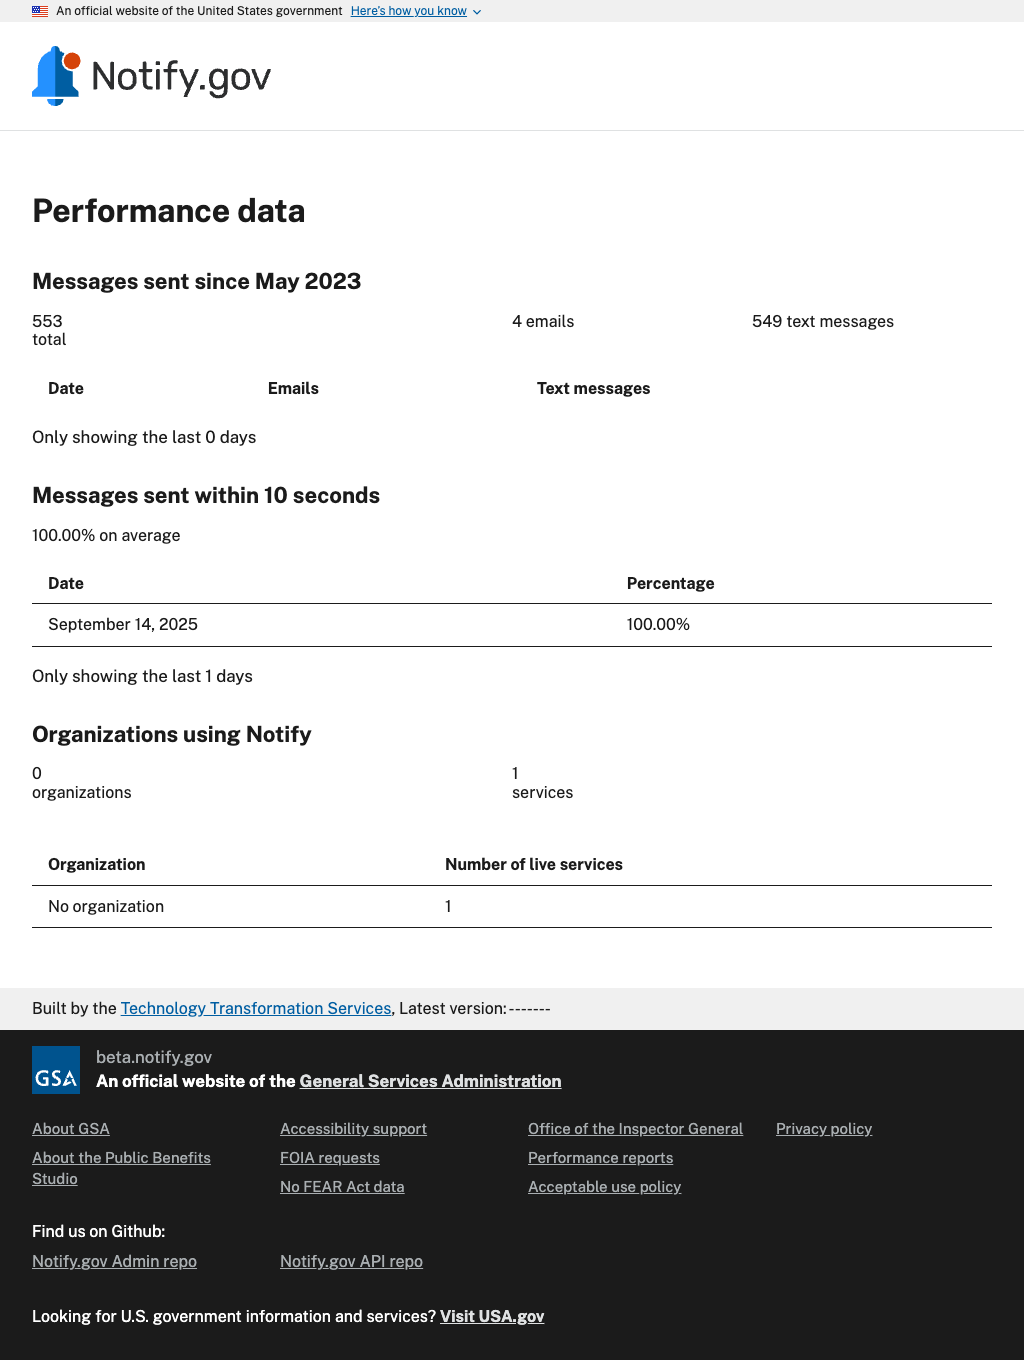 An official website of the United States government Here's how you know
Notify.gov
Performance data
Messages sent since May 2023
553
total
4 emails
549 text messages
Date Emails Text messages
Only showing the last 0 days
Messages sent within 10 seconds
100.00% on average
Date Percentage
September 14, 2025 100.00%
Only showing the last 1 days
Organizations using Notify
0
organizations
1
services
Organization Number of live services
No organization 1
Built by the Technology Transformation Services, Latest version: -------
GSA
beta.notify.gov
An official website of the General Services Administration
About GSA
About the Public Benefits
Studio
Accessibility support
FOIA requests
No FEAR Act data
Office of the Inspector General
Performance reports
Acceptable use policy
Privacy policy
Find us on Github:
Notify.gov Admin repo Notify.gov API repo
Looking for U.S. government information and services? Visit USA.gov